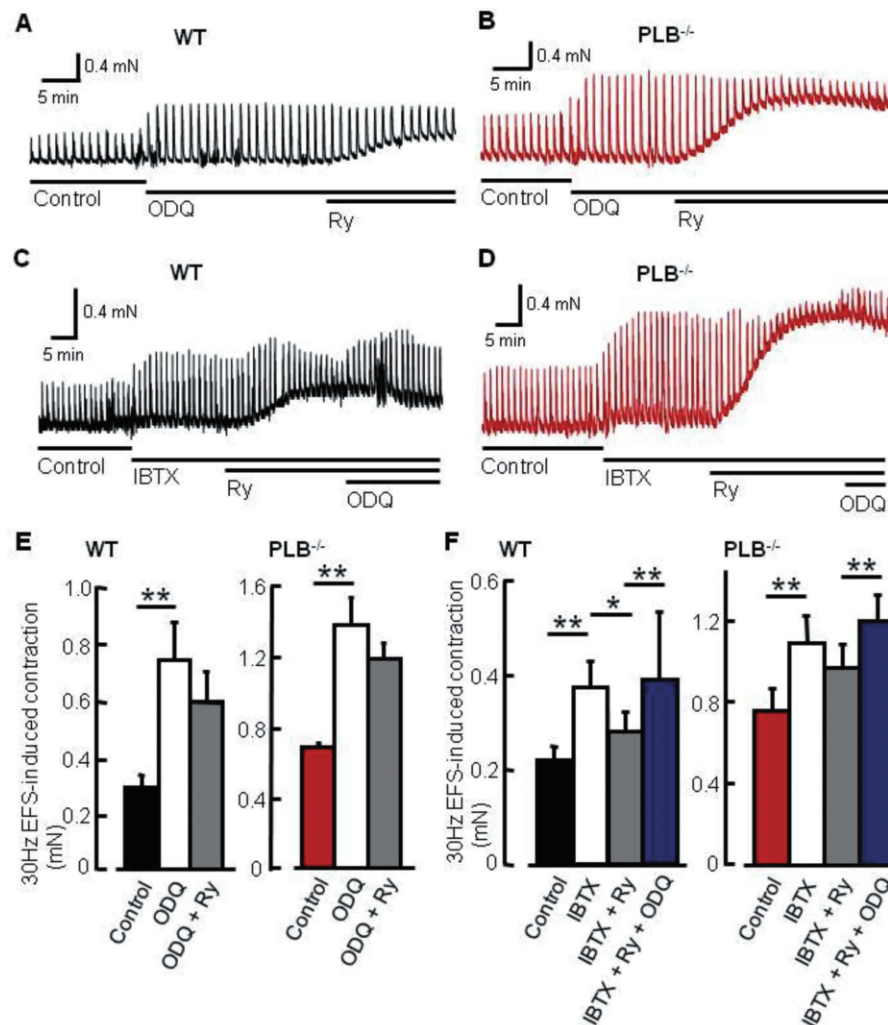 A
WT
0.4 mN
5 min
Control
ODQ
Ry
B
PLB-/-
0.4 mN
5 min
Control
ODQ
Ry
C
WT
0.4 mN
5 min
Control
IBTX
Ry
ODQ
D
PLB-/-
0.4 mN
5 min
Control
IBTX
Ry
ODQ
E
WT
30Hz EFS-induced contraction
(mN)
1.0
0.8
0.6
0.4
0.2
0
**
Control
ODQ
ODQ + Ry
PLB-/-
1.6
1.2
0.6
0.4
0
**
Control
ODQ
ODQ + Ry
F
WT
30Hz EFS-induced contraction
(mN)
0.6
0.4
0.2
0
**
*
**
Control
IBTX
IBTX + Ry
IBTX + Ry + ODQ
PLB-/-
1.2
0.8
0.4
0
**
**
Control
IBTX
IBTX + Ry
IBTX + Ry + ODQ